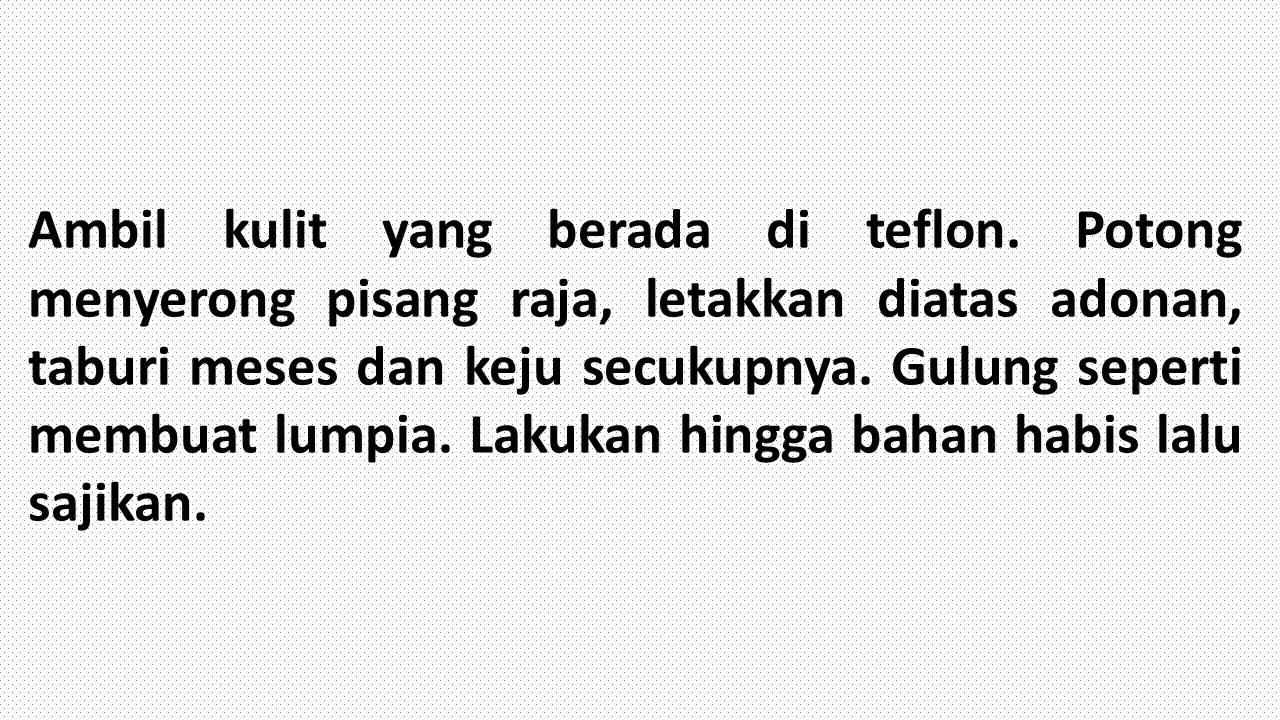 Ambil kulit yang berada di teflon. Potong
menyerong pisang raja, letakkan diatas adonan,
taburi meses dan keju secukupnya. Gulung seperti
membuat lumpia. Lakukan hingga bahan habis lalu
sajikan.